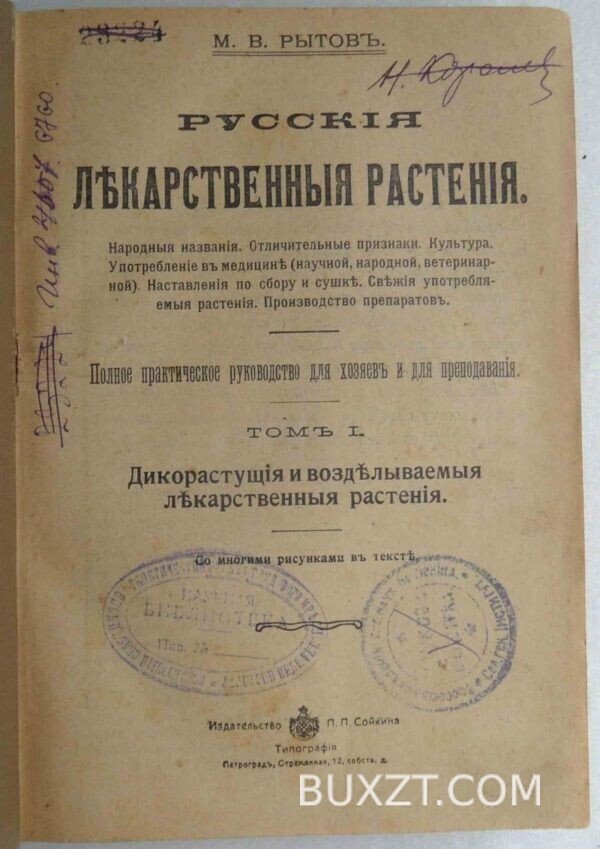 М. В. РЫТОВЪ.
РУССКІЯ
ЛѢКАРСТВЕННЫЯ РАСТЕНІЯ.
Народныя названія. Отличительные признаки. Культура.
Употребленіе въ медицинѣ (научной, народной, ветеринар-
ной). Наставленія по сбору и сушкѣ. Свѣжія употребля-
емыя растенія. Производство препаратовъ.
Полное практическое руководство для хозяевъ и для преподаванія.
ТОМЪ I.
Дикорастущія и воздѣлываемыя
лѣкарственныя растенія.
Со многими рисунками въ текстѣ.
Издательство П. П. Сойкина
Типографія
Петроградъ, Стремянная, 12, собств. д.
BUXZT.COM